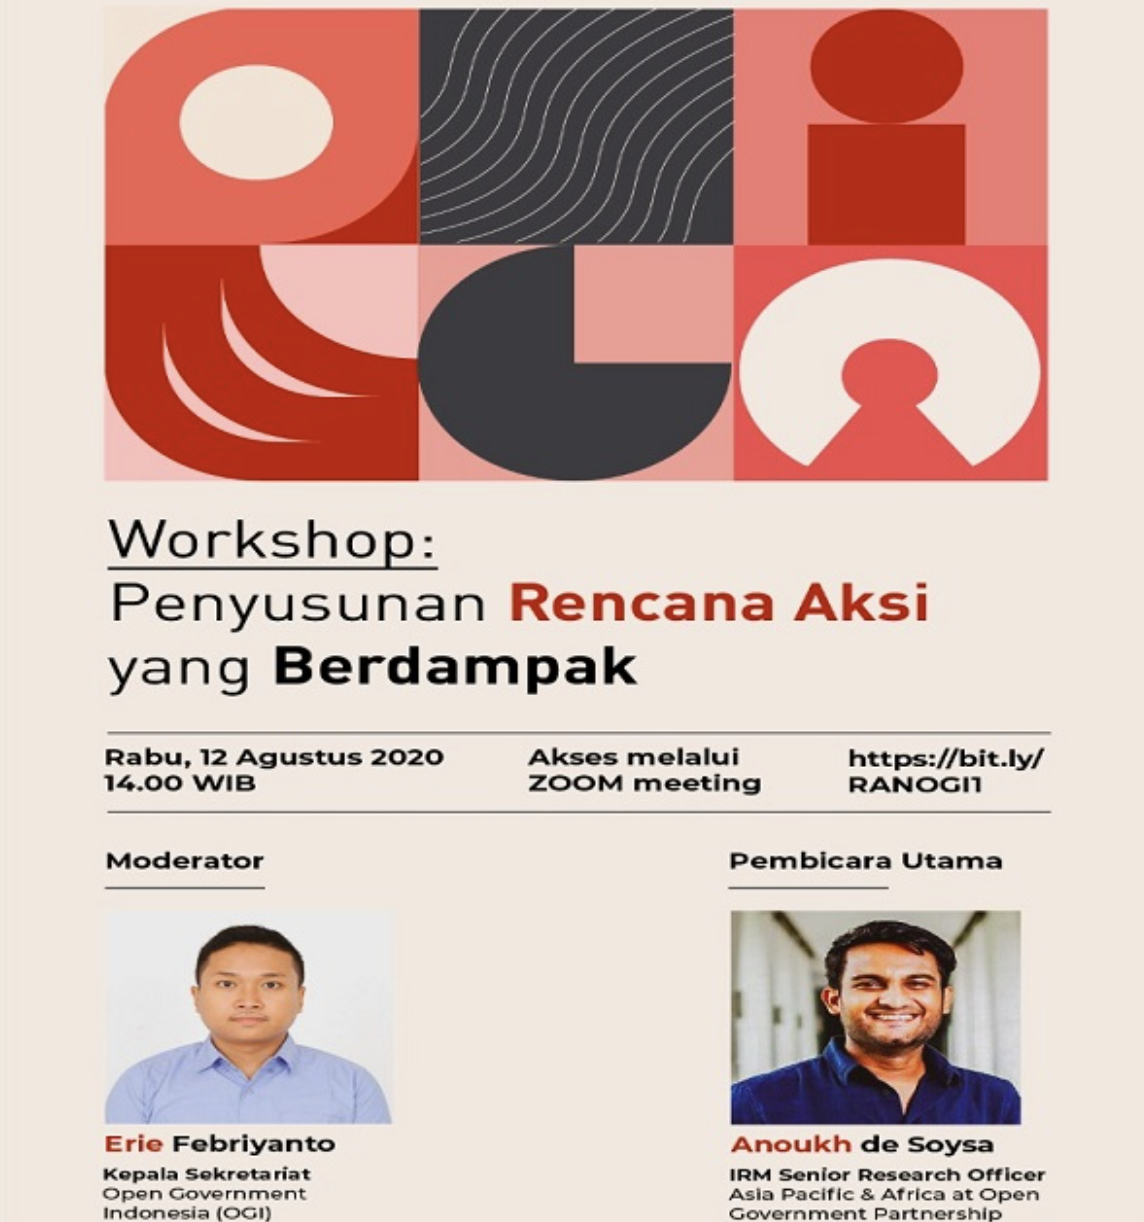 Workshop:
Penyusunan Rencana Aksi
yang Berdampak
Rabu, 12 Agustus 2020
14.00 WIB
Akses melalui
ZOOM meeting
https://bit.ly/
RANOGI1
Moderator
Erie Febriyanto
Kepala Sekretariat
Open Government
Indonesia (OGI)
Pembicara Utama
Anoukh de Soysa
IRM Senior Research Officer
Asia Pacific & Africa at Open
Government Partnership